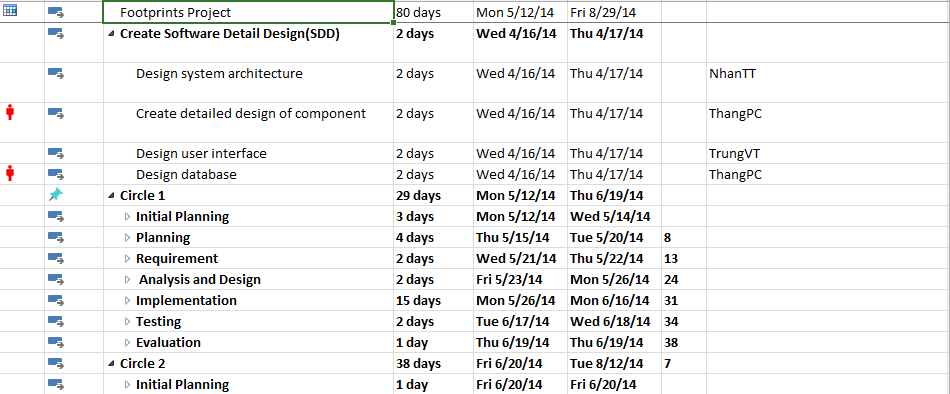 Footprints Project 80 days Mon 5/12/14 Fri 8/29/14
Create Software Detail Design(SDD) 2 days Wed 4/16/14 Thu 4/17/14
Design system architecture 2 days Wed 4/16/14 Thu 4/17/14 NhanTT
Create detailed design of component 2 days Wed 4/16/14 Thu 4/17/14 ThangPC
Design user interface 2 days Wed 4/16/14 Thu 4/17/14 TrungVT
Design database 2 days Wed 4/16/14 Thu 4/17/14 ThangPC
Circle 1 29 days Mon 5/12/14 Thu 6/19/14
Initial Planning 3 days Mon 5/12/14 Wed 5/14/14
Planning 4 days Thu 5/15/14 Tue 5/20/14 8
Requirement 2 days Wed 5/21/14 Thu 5/22/14 13
Analysis and Design 2 days Fri 5/23/14 Mon 5/26/14 24
Implementation 15 days Mon 5/26/14 Mon 6/16/14 31
Testing 2 days Tue 6/17/14 Wed 6/18/14 34
Evaluation 1 day Thu 6/19/14 Thu 6/19/14 38
Circle 2 38 days Fri 6/20/14 Tue 8/12/14 7
Initial Planning 1 day Fri 6/20/14 Fri 6/20/14